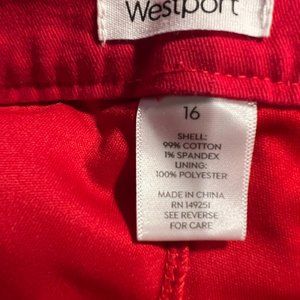 Westport
16
SHELL:
99% COTTON
1% SPANDEX
LINING:
100% POLYESTER
MADE IN CHINA
RN 149251
SEE REVERSE
FOR CARE